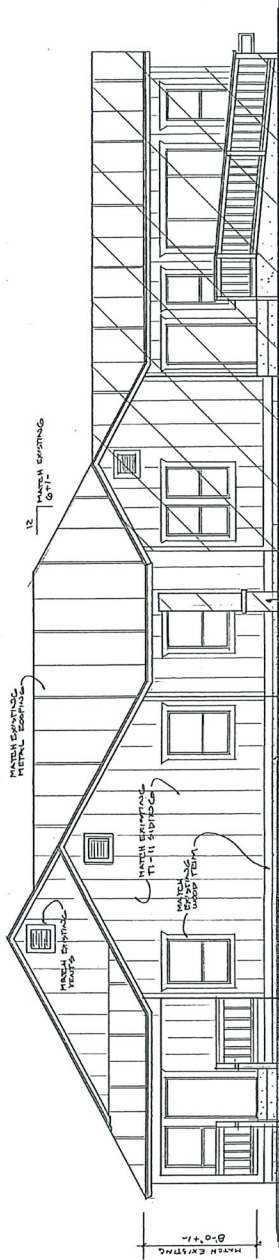 12
MATCH EXISTING
6+/-
MATCH EXISTING
METAL ROOFING
MATCH EXISTING
VENTS
MATCH EXISTING
T1-11 SIDING
MATCH
EXISTING
WOOD TRIM
MATCH EXISTING
8'-0"+/-